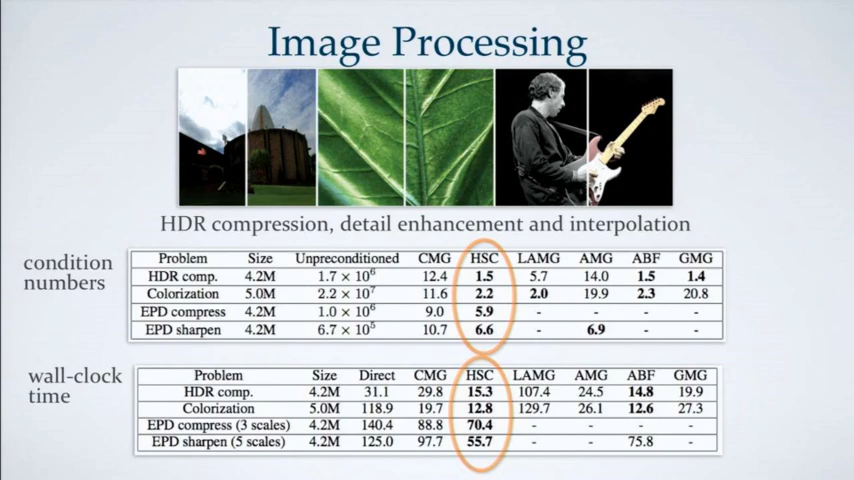 Image Processing
HDR compression, detail enhancement and interpolation
condition
numbers
Problem Size Unpreconditioned CMG HSC LAMG AMG ABF GMG
HDR comp. 4.2M 1.7 × 10⁶ 12.4 1.5 5.7 14.0 1.5 1.4
Colorization 5.0M 2.2 × 10⁷ 11.6 2.2 2.0 19.9 2.3 20.8
EPD compress 4.2M 1.0 × 10⁶ 9.0 5.9 - - - -
EPD sharpen 4.2M 6.7 × 10⁵ 10.7 6.6 - 6.9 - -
wall-clock
time
Problem Size Direct CMG HSC LAMG AMG ABF GMG
HDR comp. 4.2M 31.1 29.8 15.3 107.4 24.5 14.8 19.9
Colorization 5.0M 118.9 19.7 12.8 129.7 26.1 12.6 27.3
EPD compress (3 scales) 4.2M 140.4 88.8 70.4 - - - -
EPD sharpen (5 scales) 4.2M 125.0 97.7 55.7 - - 75.8 -